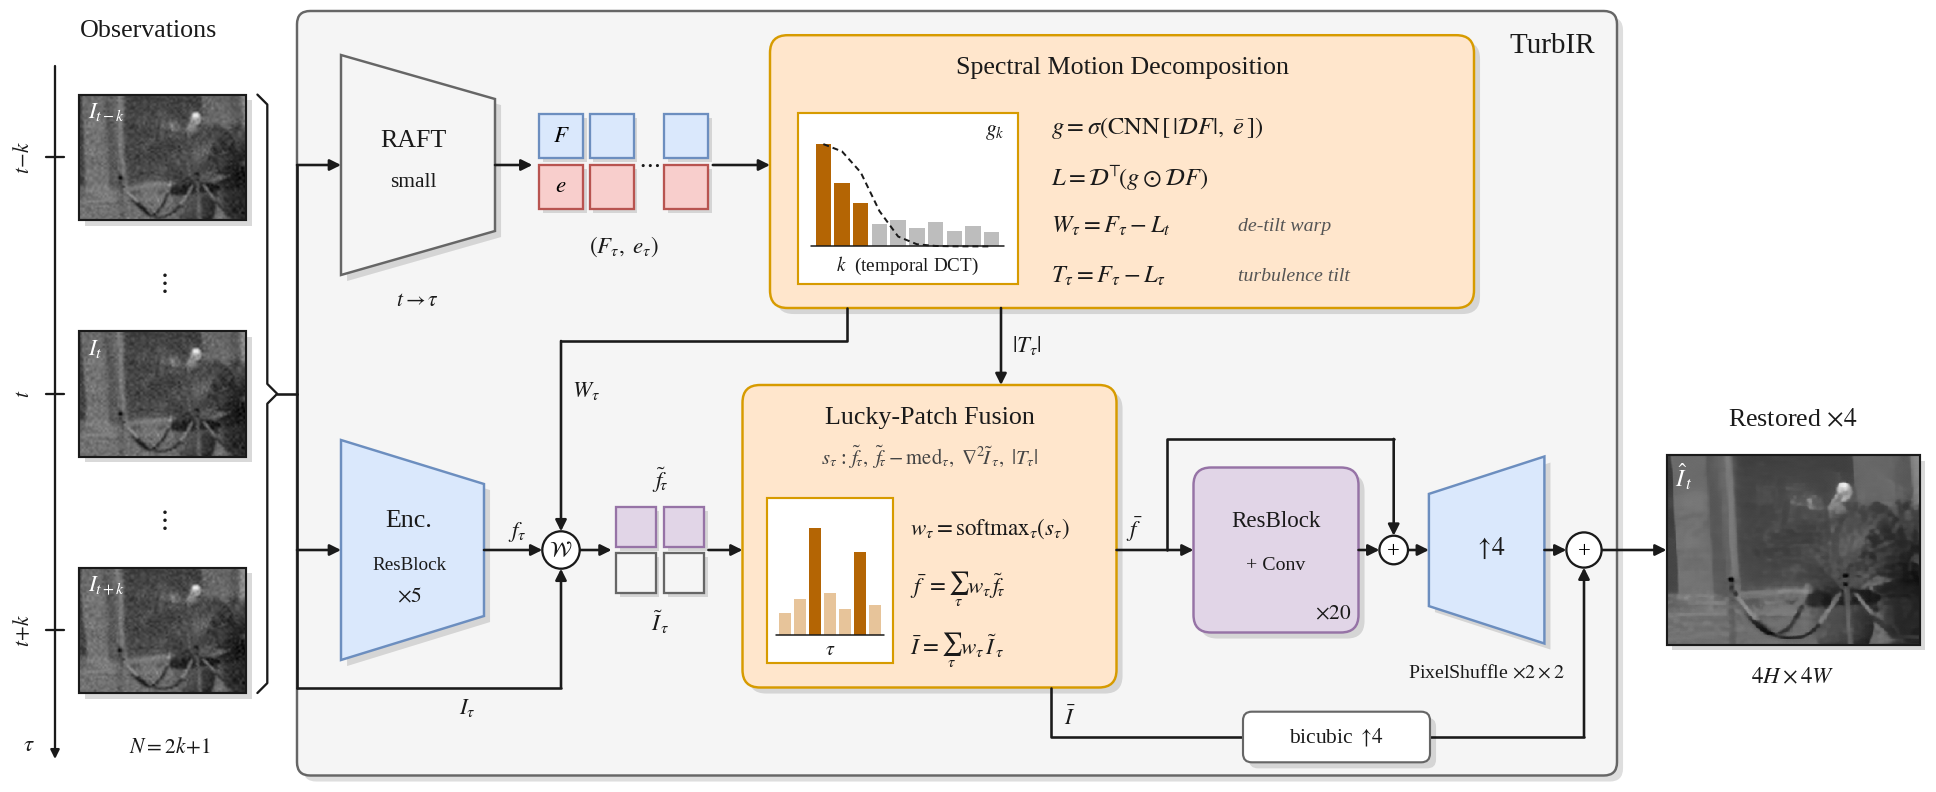 Observations
TurbIR
I_{t−k}
I_t
I_{t+k}
t−k
t
t+k
τ
⋮
⋮
N = 2k+1
RAFT
small
t → τ
F
e
...
(F_τ, e_τ)
Spectral Motion Decomposition
g_k
k (temporal DCT)
g = σ(CNN [ |𝒟F|, ē ])
L = 𝒟^⊤(g ⊙ 𝒟F)
W_τ = F_τ − L_t de-tilt warp
T_τ = F_τ − L_τ turbulence tilt
W_τ
|T_τ|
Enc.
ResBlock
×5
f_τ
𝒲
I_τ
f̃_τ
Ĩ_τ
Lucky-Patch Fusion
s_τ : f̃_τ, f̃_τ − med_τ, ∇²Ĩ_τ, |T_τ|
τ
w_τ = softmax_τ(s_τ)
f̄ = ∑_τ w_τ f̃_τ
Ī = ∑_τ w_τ Ĩ_τ
f̄
Ī
ResBlock
+ Conv
×20
+
↑4
PixelShuffle ×2 × 2
bicubic ↑4
+
Restored ×4
Î_t
4H × 4W